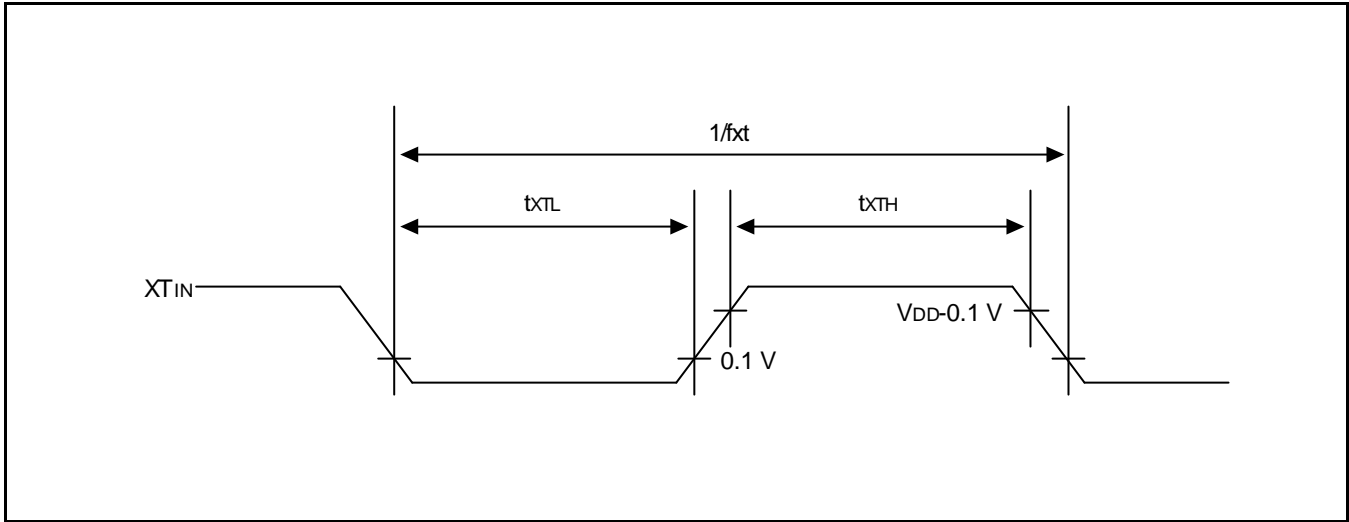 1/fxt
tXTL
tXTH
XTIN
VDD-0.1 V
0.1 V